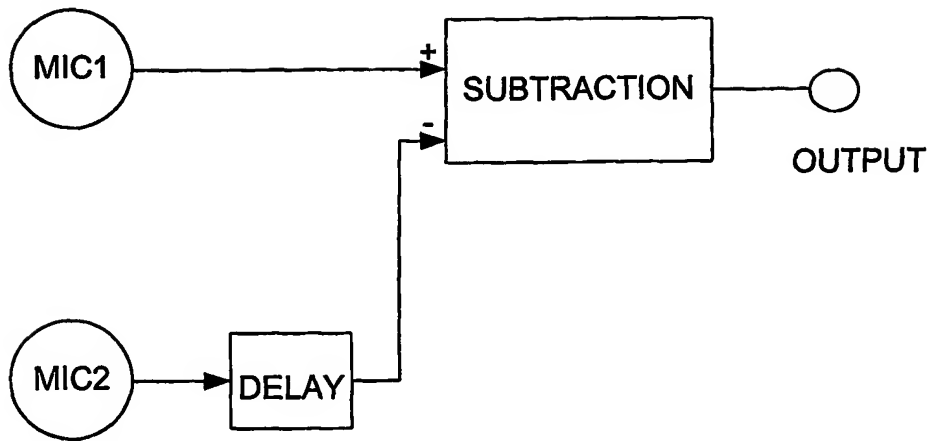 MIC1
+
SUBTRACTION
-
OUTPUT
MIC2
DELAY